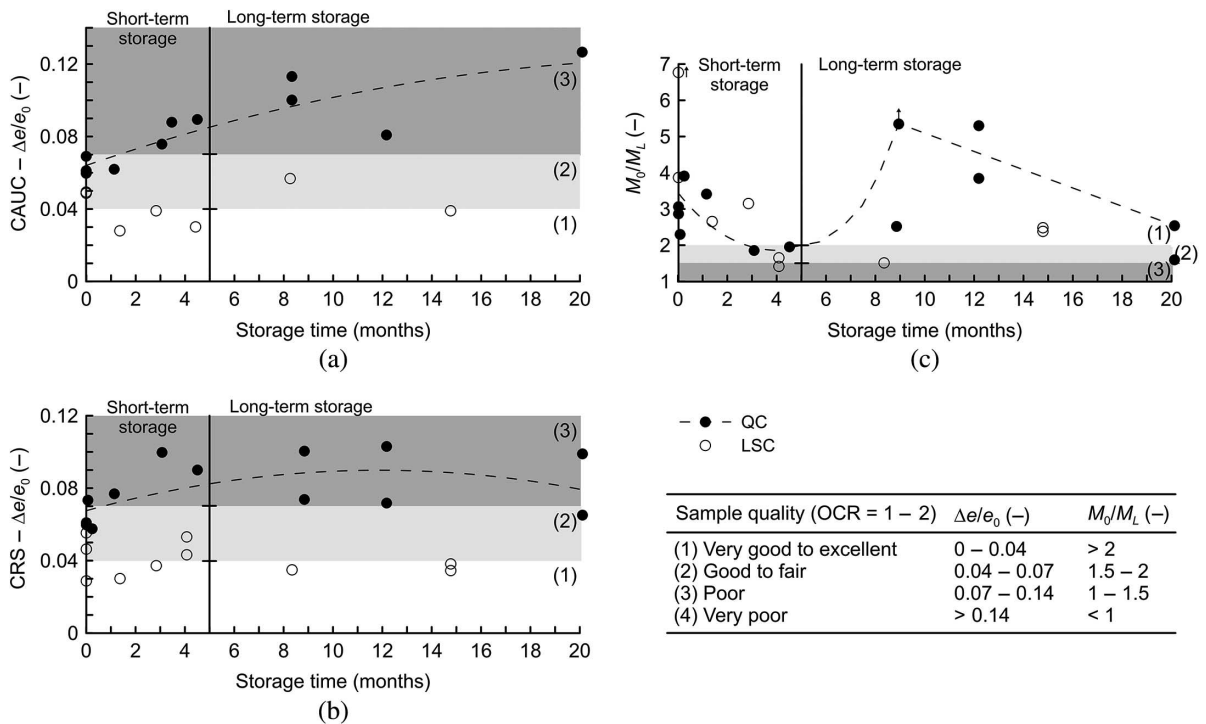 Short-term
storage
Long-term storage
0.12
0.08
0.04
0
(3)
(2)
(1)
CAUC – Δe/e₀ (–)
0 2 4 6 8 10 12 14 16 18 20
Storage time (months)
(a)
Short-term
storage
Long-term storage
0.12
0.08
0.04
0
(3)
(2)
(1)
CRS – Δe/e₀ (–)
0 2 4 6 8 10 12 14 16 18 20
Storage time (months)
(b)
Short-term
storage
Long-term storage
7
6
5
4
3
2
1
(1)
(2)
(3)
M₀/M_L (–)
0 2 4 6 8 10 12 14 16 18 20
Storage time (months)
(c)
QC
LSC
Sample quality (OCR = 1 – 2) Δe/e₀ (–) M₀/M_L (–)
(1) Very good to excellent 0 – 0.04 > 2
(2) Good to fair 0.04 – 0.07 1.5 – 2
(3) Poor 0.07 – 0.14 1 – 1.5
(4) Very poor > 0.14 < 1